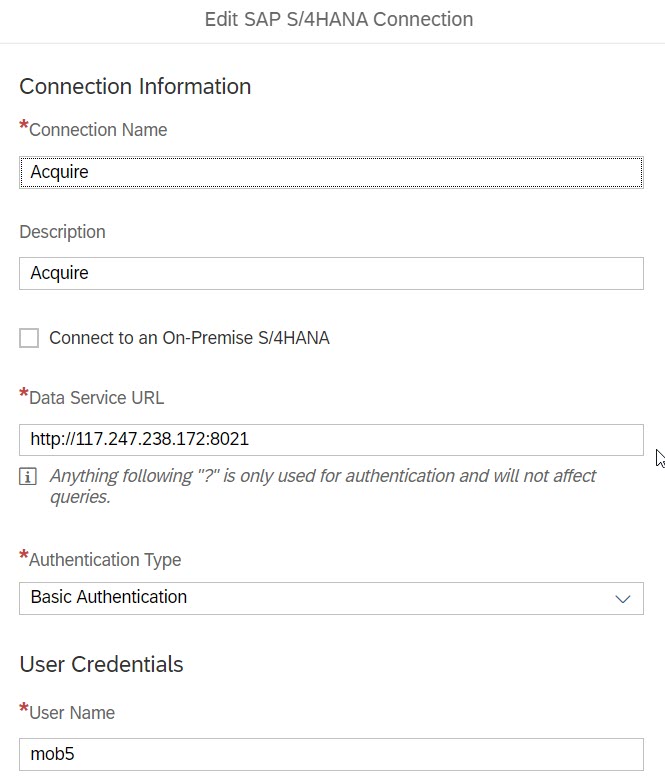 Edit SAP S/4HANA Connection
Connection Information
*Connection Name
Acquire
Description
Acquire
Connect to an On-Premise S/4HANA
*Data Service URL
http://117.247.238.172:8021
i Anything following "?" is only used for authentication and will not affect
queries.
*Authentication Type
Basic Authentication
User Credentials
*User Name
mob5